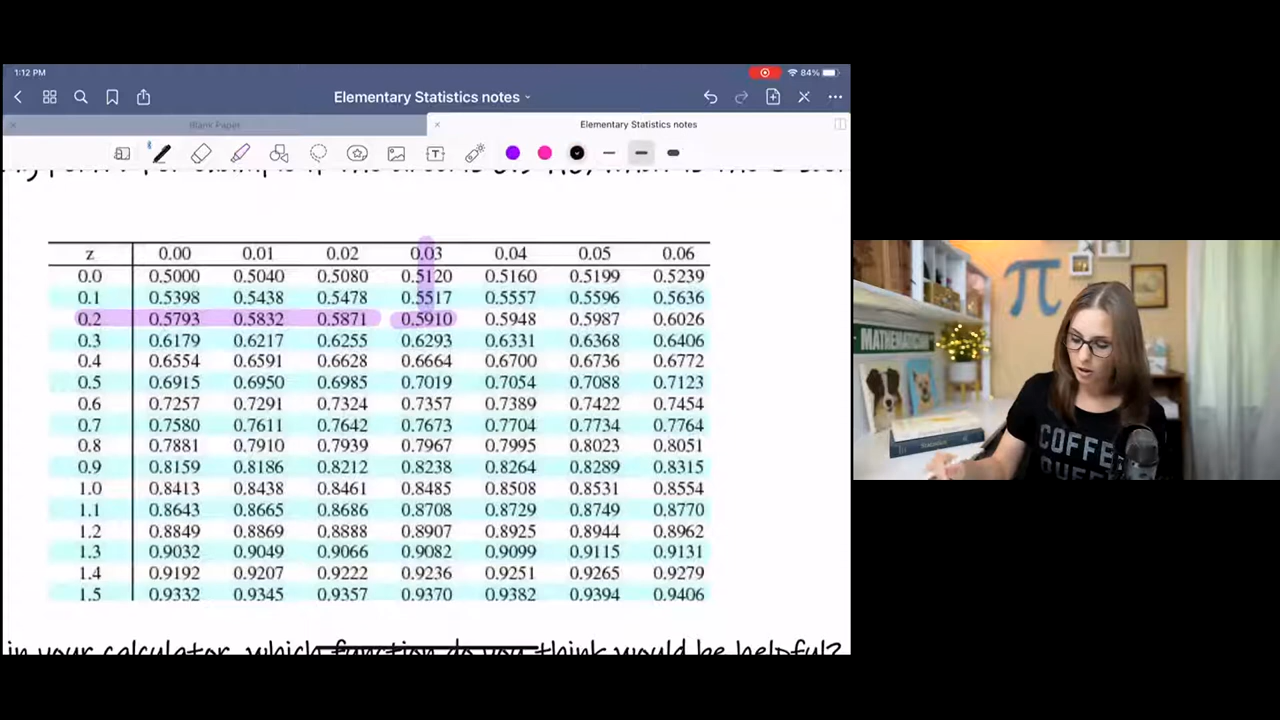 1:12 PM
84%
Elementary Statistics notes
Blank Paper
Elementary Statistics notes
z 0.00 0.01 0.02 0.03 0.04 0.05 0.06
0.0 0.5000 0.5040 0.5080 0.5120 0.5160 0.5199 0.5239
0.1 0.5398 0.5438 0.5478 0.5517 0.5557 0.5596 0.5636
0.2 0.5793 0.5832 0.5871 0.5910 0.5948 0.5987 0.6026
0.3 0.6179 0.6217 0.6255 0.6293 0.6331 0.6368 0.6406
0.4 0.6554 0.6591 0.6628 0.6664 0.6700 0.6736 0.6772
0.5 0.6915 0.6950 0.6985 0.7019 0.7054 0.7088 0.7123
0.6 0.7257 0.7291 0.7324 0.7357 0.7389 0.7422 0.7454
0.7 0.7580 0.7611 0.7642 0.7673 0.7704 0.7734 0.7764
0.8 0.7881 0.7910 0.7939 0.7967 0.7995 0.8023 0.8051
0.9 0.8159 0.8186 0.8212 0.8238 0.8264 0.8289 0.8315
1.0 0.8413 0.8438 0.8461 0.8485 0.8508 0.8531 0.8554
1.1 0.8643 0.8665 0.8686 0.8708 0.8729 0.8749 0.8770
1.2 0.8849 0.8869 0.8888 0.8907 0.8925 0.8944 0.8962
1.3 0.9032 0.9049 0.9066 0.9082 0.9099 0.9115 0.9131
1.4 0.9192 0.9207 0.9222 0.9236 0.9251 0.9265 0.9279
1.5 0.9332 0.9345 0.9357 0.9370 0.9382 0.9394 0.9406
in your calculator, which function do you think would be helpful?
π
MATHEMATIC
COFFEE